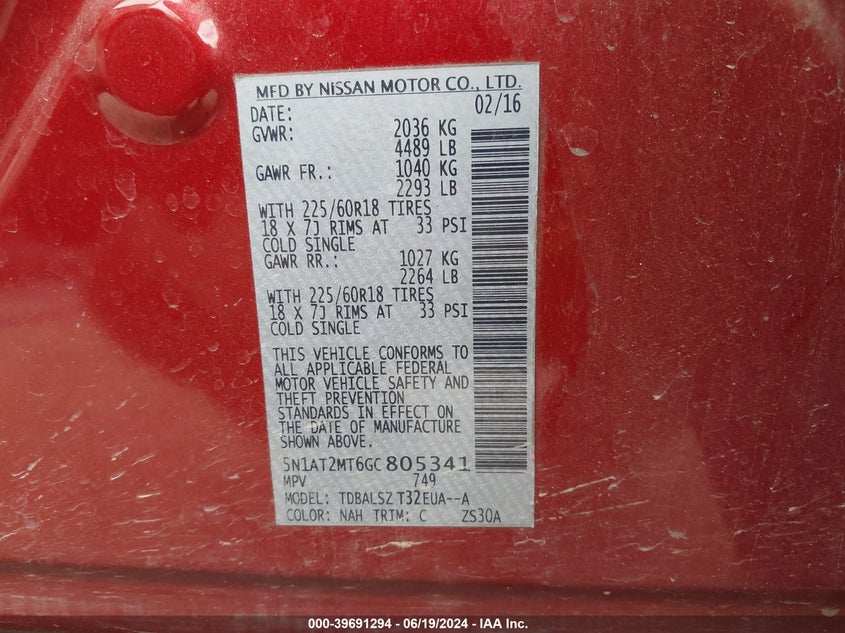 MFD BY NISSAN MOTOR CO., LTD.
DATE: 02/16
GVWR: 2036 KG
4489 LB
GAWR FR.: 1040 KG
2293 LB
WITH 225/60R18 TIRES
18 X 7J RIMS AT 33 PSI
COLD SINGLE
GAWR RR.: 1027 KG
2264 LB
WITH 225/60R18 TIRES
18 X 7J RIMS AT 33 PSI
COLD SINGLE
THIS VEHICLE CONFORMS TO
ALL APPLICABLE FEDERAL
MOTOR VEHICLE SAFETY AND
THEFT PREVENTION
STANDARDS IN EFFECT ON
THE DATE OF MANUFACTURE
SHOWN ABOVE.
5N1AT2MT6GC805341
MPV 749
MODEL: TDBALSZ T32EUA--A
COLOR: NAH TRIM: C ZS30A
000-39691294 - 06/19/2024 - IAA Inc.